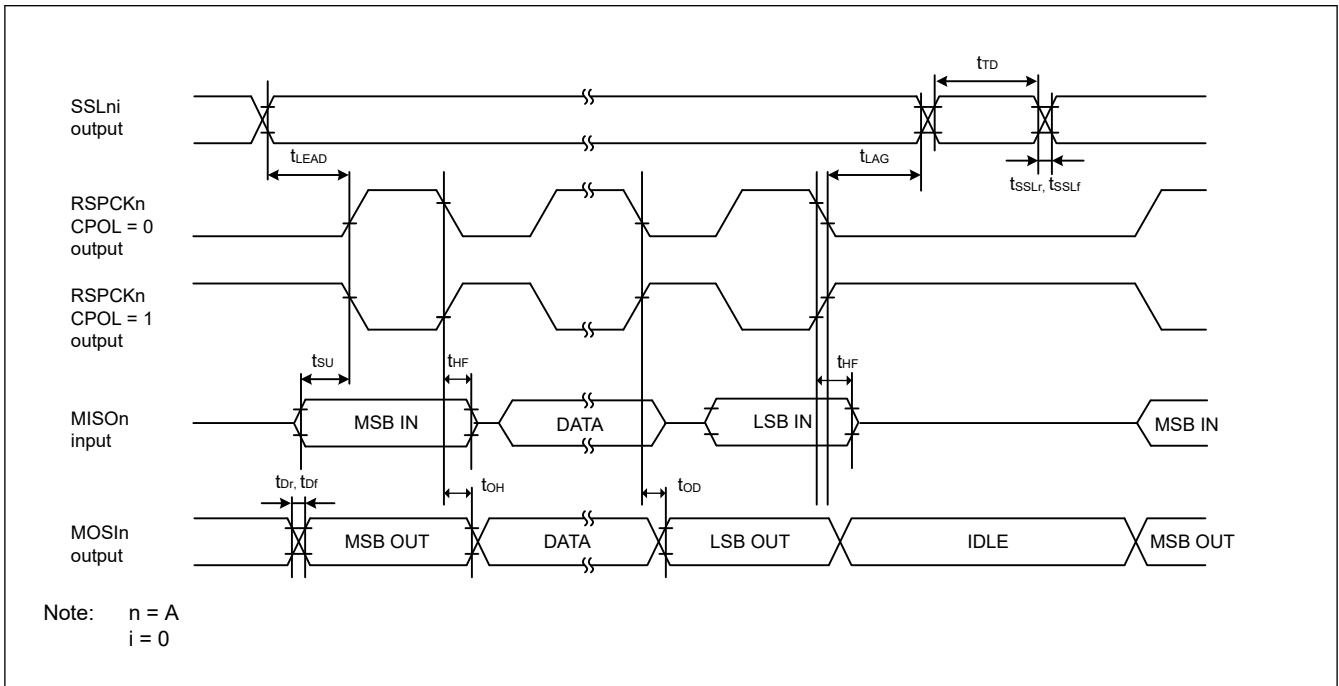 tTD
SSLni
output
tLEAD
tLAG
tSSLr, tSSLf
RSPCKn
CPOL = 0
output
RSPCKn
CPOL = 1
output
tSU
tHF
tHF
MISOn
input
MSB IN
DATA
LSB IN
MSB IN
tDr, tDf
tOH
tOD
MOSIn
output
MSB OUT
DATA
LSB OUT
IDLE
MSB OUT
Note: n = A
i = 0